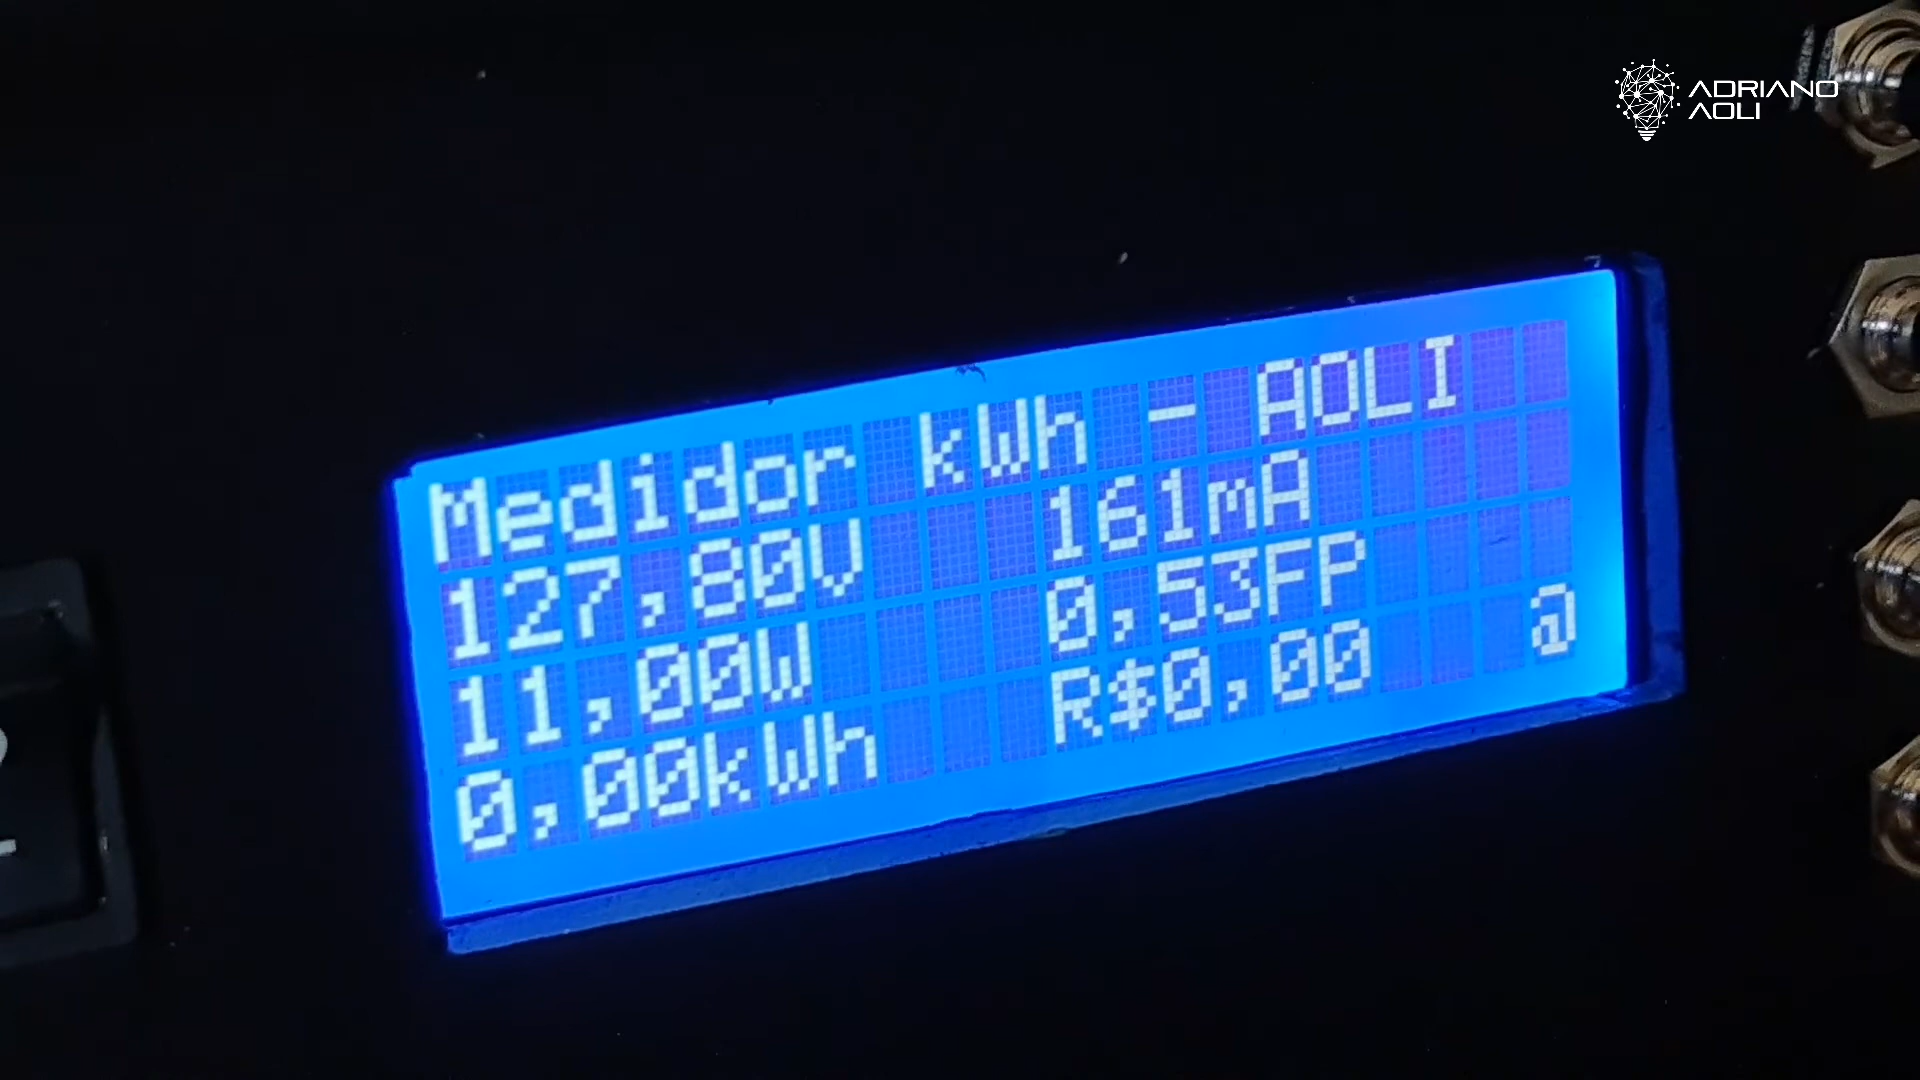 ADRIANO
AOLI
Medidor kWh - AOLI
127,80V 161mA
11,00W 0,53FP
0,00kWh R$0,00 @